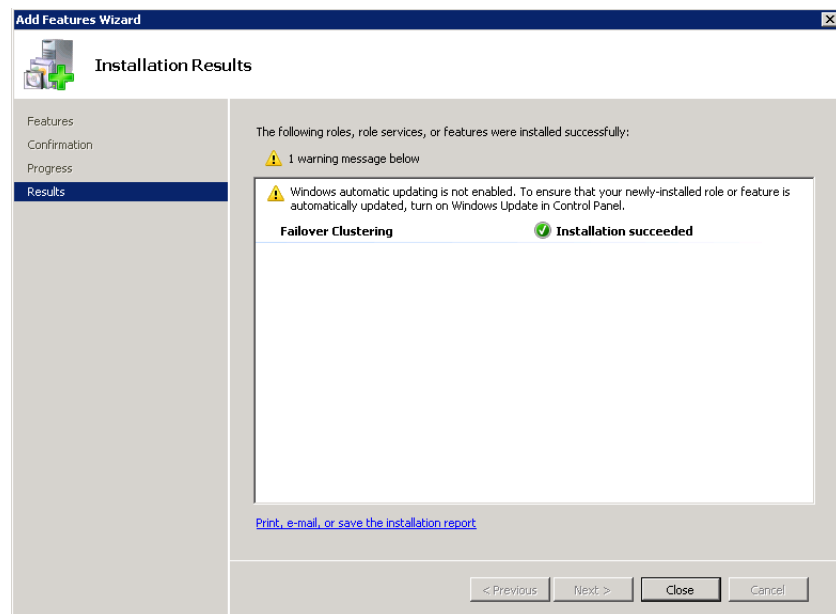 Add Features Wizard
Installation Results
Features
Confirmation
Progress
Results
The following roles, role services, or features were installed successfully:
1 warning message below
Windows automatic updating is not enabled. To ensure that your newly-installed role or feature is
automatically updated, turn on Windows Update in Control Panel.
Failover Clustering Installation succeeded
Print, e-mail, or save the installation report
< Previous Next > Close Cancel